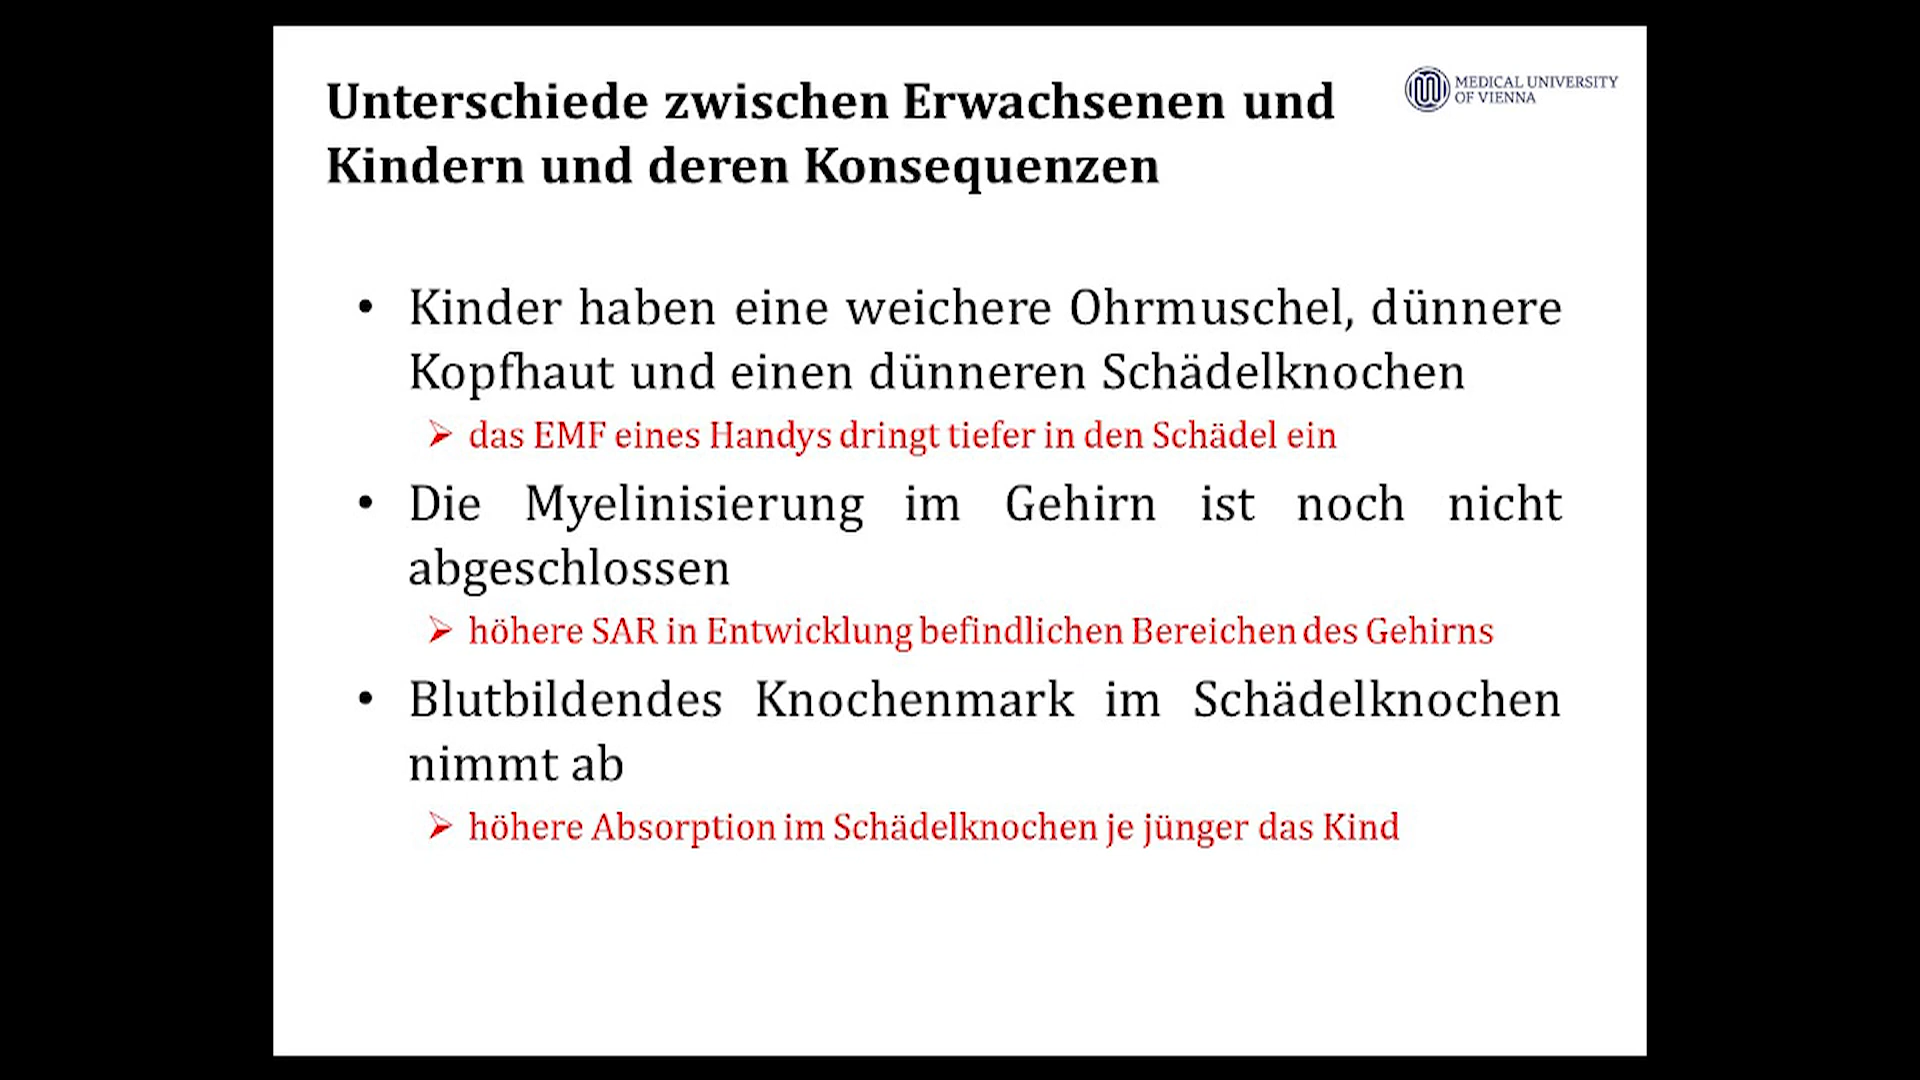 Unterschiede zwischen Erwachsenen und
Kindern und deren Konsequenzen
MEDICAL UNIVERSITY
OF VIENNA
• Kinder haben eine weichere Ohrmuschel, dünnere
Kopfhaut und einen dünneren Schädelknochen
➢ das EMF eines Handys dringt tiefer in den Schädel ein
• Die Myelinisierung im Gehirn ist noch nicht
abgeschlossen
➢ höhere SAR in Entwicklung befindlichen Bereichen des Gehirns
• Blutbildendes Knochenmark im Schädelknochen
nimmt ab
➢ höhere Absorption im Schädelknochen je jünger das Kind